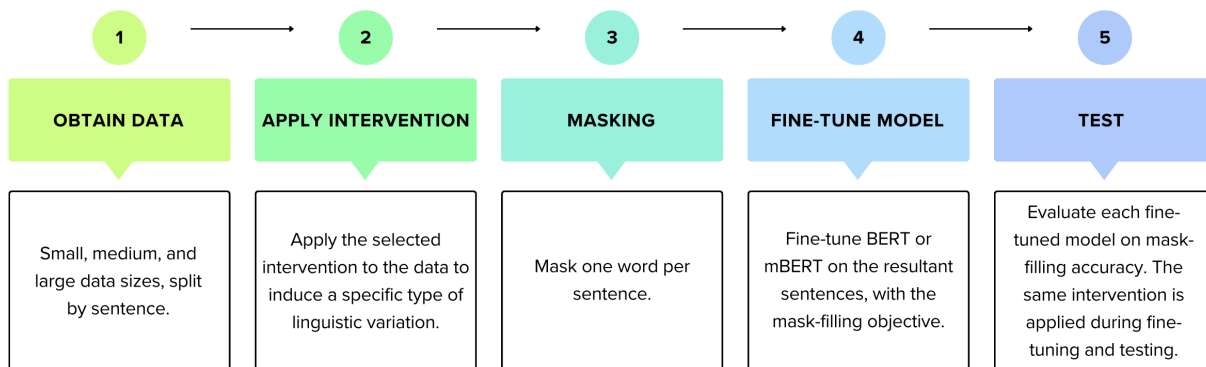 1
2
3
4
5
OBTAIN DATA
APPLY INTERVENTION
MASKING
FINE-TUNE MODEL
TEST
Small, medium, and
large data sizes, split
by sentence.
Apply the selected
intervention to the data to
induce a specific type of
linguistic variation.
Mask one word per
sentence.
Fine-tune BERT or
mBERT on the resultant
sentences, with the
mask-filling objective.
Evaluate each fine-
tuned model on mask-
filling accuracy. The
same intervention is
applied during fine-
tuning and testing.